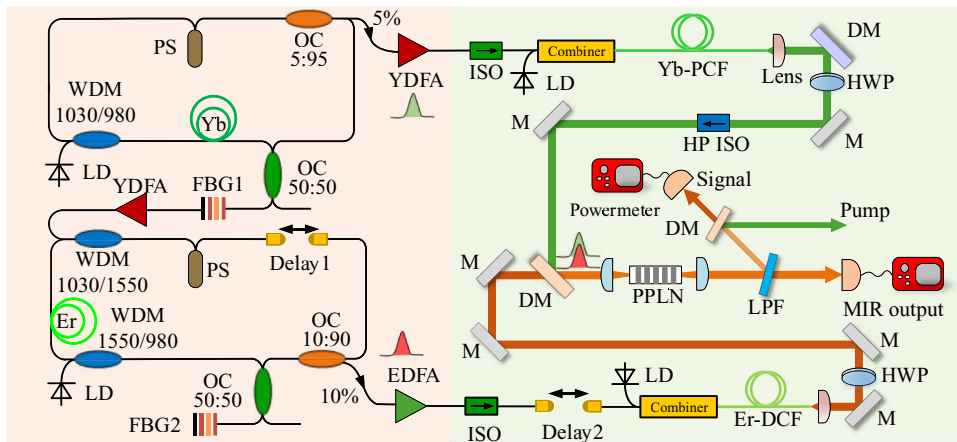 PS
OC
5:95
5%
YDFA
WDM
1030/980
Yb
LD
OC
50:50
YDFA
FBG1
WDM
1030/1550
PS
Delay1
Er
WDM
1550/980
LD
OC
50:50
FBG2
OC
10:90
10%
EDFA
ISO
LD
Combiner
Yb-PCF
Lens
DM
HWP
M
HP ISO
M
Powermeter
Signal
DM
Pump
M
DM
PPLN
LPF
MIR output
M
M
HWP
M
LD
Combiner
Er-DCF
Delay2
ISO